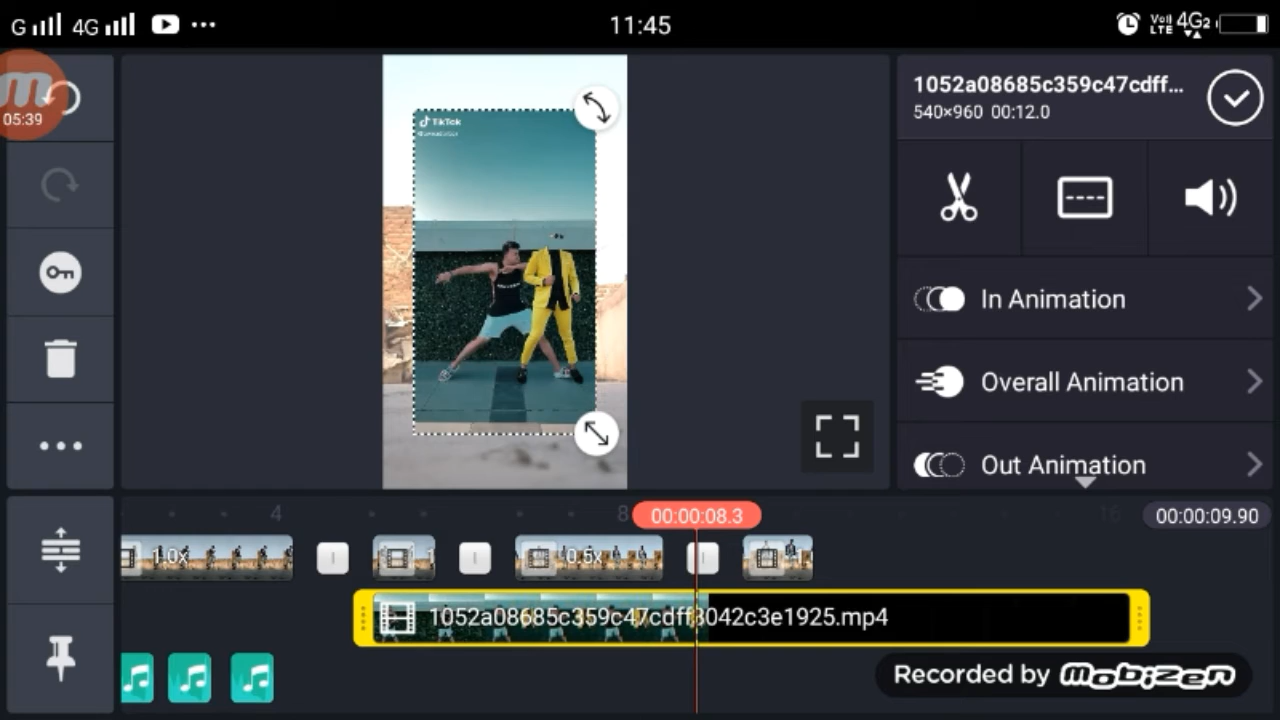 G 4G
11:45
Vo))
LTE
4G2
m
05:39
TikTok
1052a08685c359c47cdff...
540×960 00:12.0
In Animation
Overall Animation
Out Animation
4
8
00:00:08.3
16
00:00:09.90
1.0x
0.5x
1
1052a08685c359c47cdff3042c3e1925.mp4
Recorded by mobizen